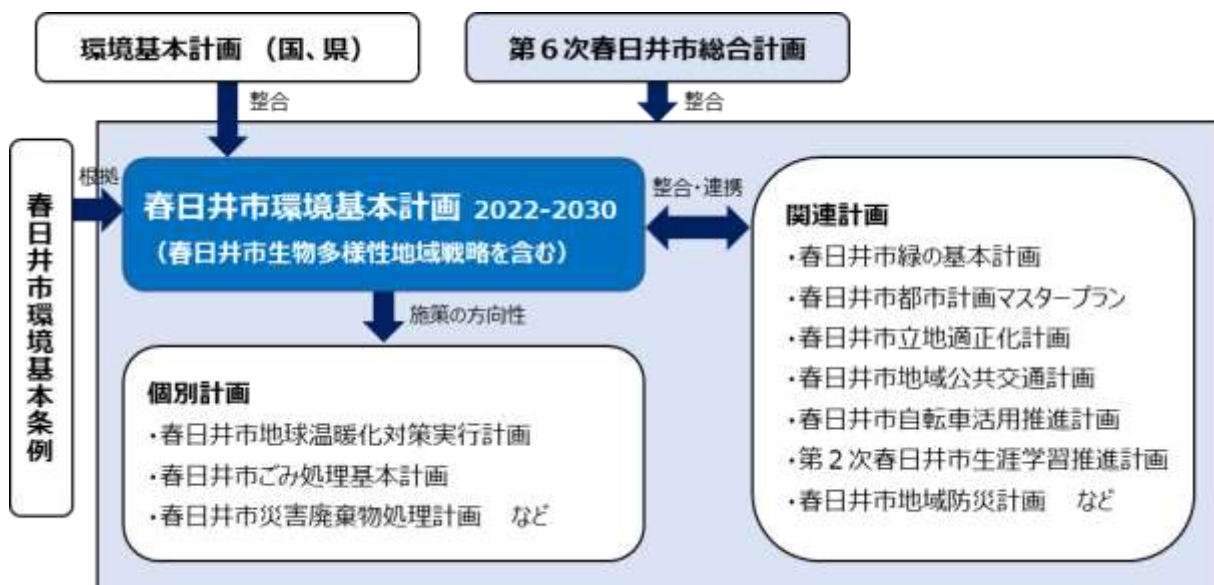 環境基本計画 （国、県）
第６次春日井市総合計画
整合
整合
春日井市環境基本条例
根拠
春日井市環境基本計画 2022-2030
（春日井市生物多様性地域戦略を含む）
整合・連携
施策の方向性
個別計画
・春日井市地球温暖化対策実行計画
・春日井市ごみ処理基本計画
・春日井市災害廃棄物処理計画　など
関連計画
・春日井市緑の基本計画
・春日井市都市計画マスタープラン
・春日井市立地適正化計画
・春日井市地域公共交通計画
・春日井市自転車活用推進計画
・第２次春日井市生涯学習推進計画
・春日井市地域防災計画　など